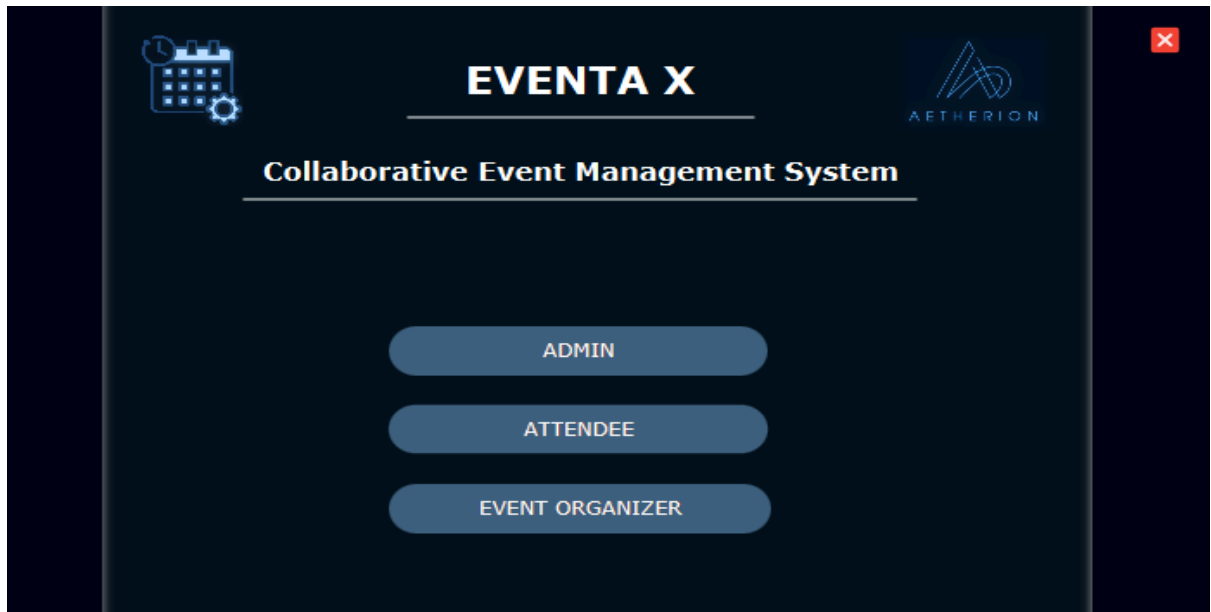 EVENTA X
AETHERION
Collaborative Event Management System
ADMIN
ATTENDEE
EVENT ORGANIZER